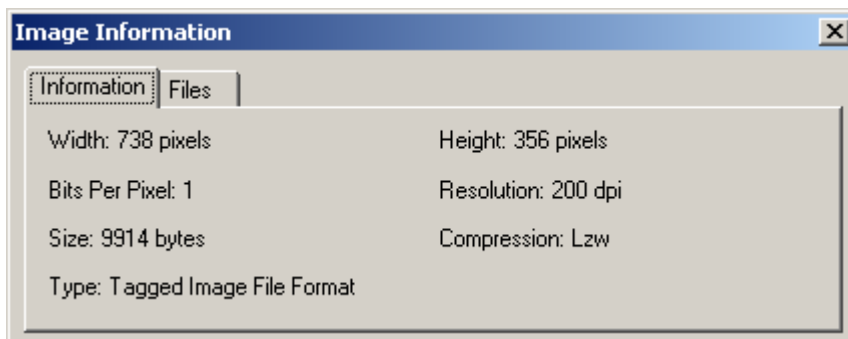 Image Information
Information Files
Width: 738 pixels Height: 356 pixels
Bits Per Pixel: 1 Resolution: 200 dpi
Size: 9914 bytes Compression: Lzw
Type: Tagged Image File Format